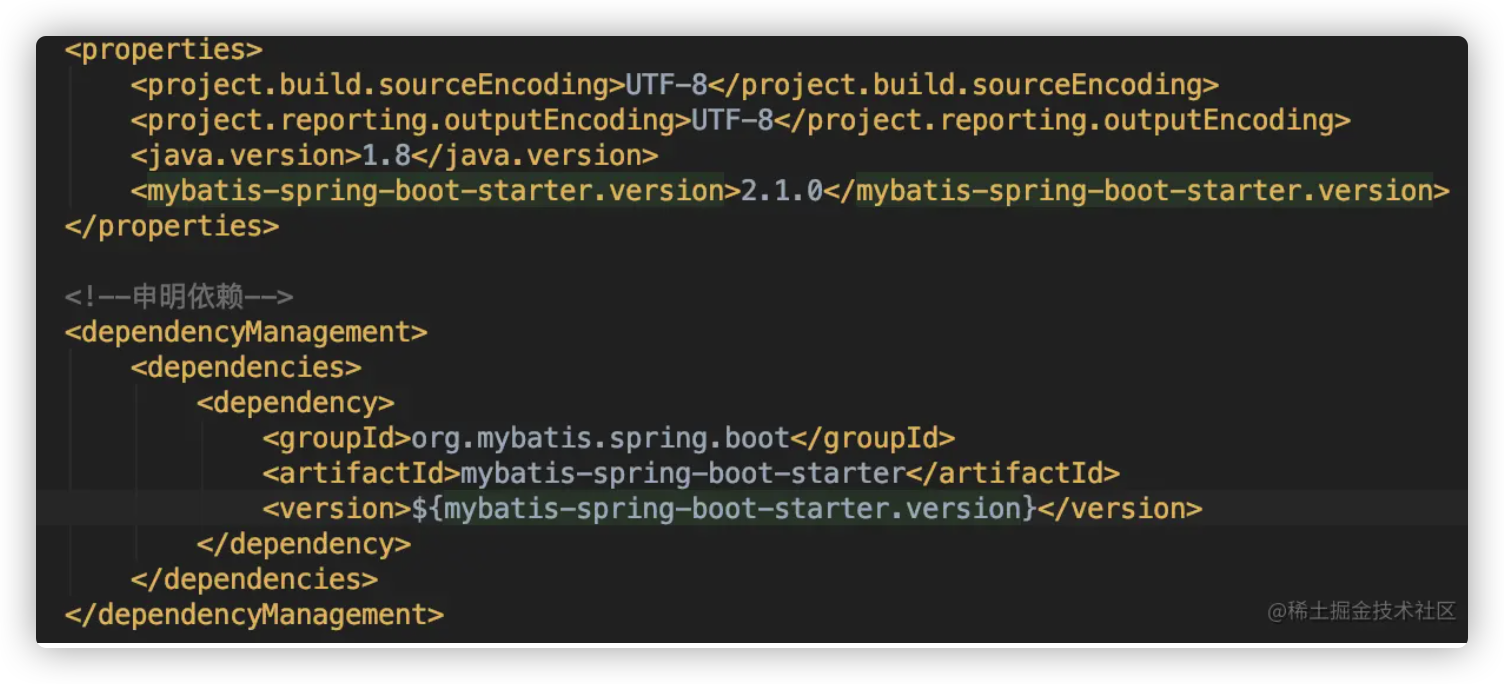 <properties>
<project.build.sourceEncoding>UTF-8</project.build.sourceEncoding>
<project.reporting.outputEncoding>UTF-8</project.reporting.outputEncoding>
<java.version>1.8</java.version>
<mybatis-spring-boot-starter.version>2.1.0</mybatis-spring-boot-starter.version>
</properties>
<!--申明依赖-->
<dependencyManagement>
<dependencies>
<dependency>
<groupId>org.mybatis.spring.boot</groupId>
<artifactId>mybatis-spring-boot-starter</artifactId>
<version>${mybatis-spring-boot-starter.version}</version>
</dependency>
</dependencies>
</dependencyManagement>
@稀土掘金技术社区